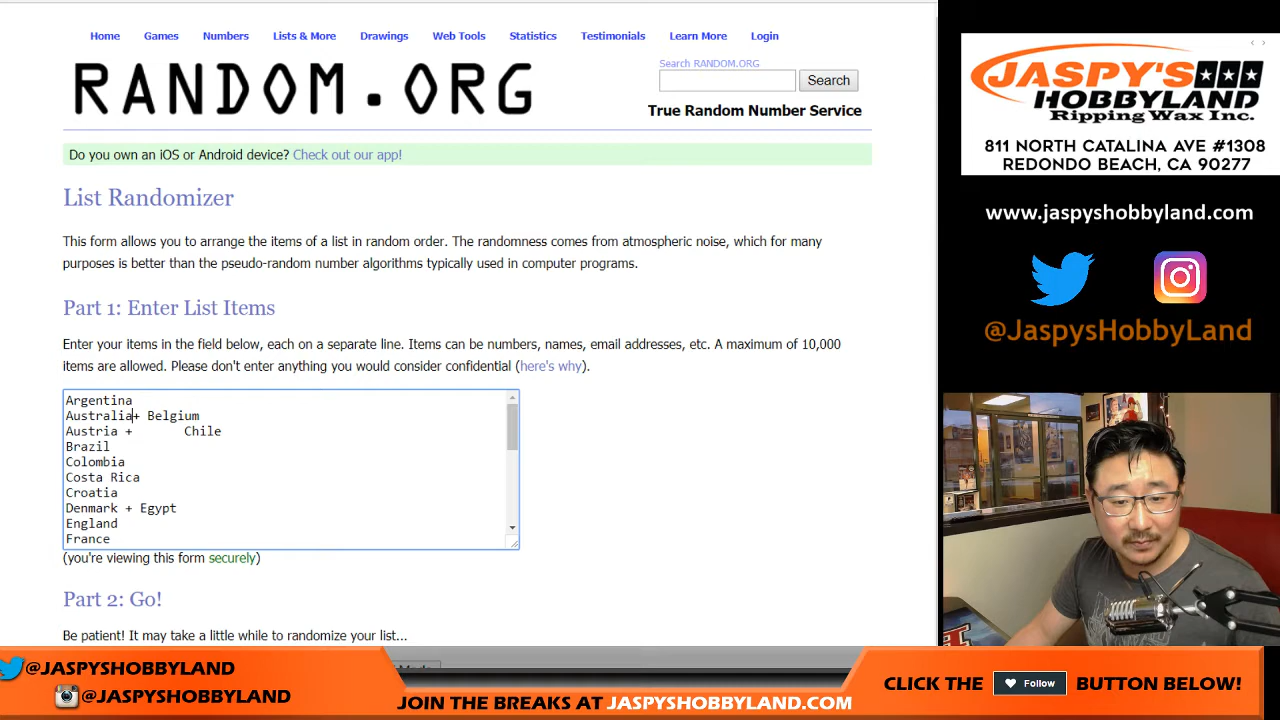 Home Games Numbers Lists & More Drawings Web Tools Statistics Testimonials Learn More Login
RANDOM.ORG
Search RANDOM.ORG
Search
True Random Number Service
Do you own an iOS or Android device? Check out our app!
List Randomizer
This form allows you to arrange the items of a list in random order. The randomness comes from atmospheric noise, which for many
purposes is better than the pseudo-random number algorithms typically used in computer programs.
Part 1: Enter List Items
Enter your items in the field below, each on a separate line. Items can be numbers, names, email addresses, etc. A maximum of 10,000
items are allowed. Please don't enter anything you would consider confidential (here's why).
Argentina
Australia+ Belgium
Austria + Chile
Brazil
Colombia
Costa Rica
Croatia
Denmark + Egypt
England
France
(you're viewing this form securely)
Part 2: Go!
Be patient! It may take a little while to randomize your list...
JASPY'S
HOBBYLAND
Ripping Wax Inc.
811 NORTH CATALINA AVE #1308
REDONDO BEACH, CA 90277
www.jaspyshobbyland.com
@JaspysHobbyLand
@JASPYSHOBBYLAND
@JASPYSHOBBYLAND
JOIN THE BREAKS AT JASPYSHOBBYLAND.COM
CLICK THE Follow BUTTON BELOW!